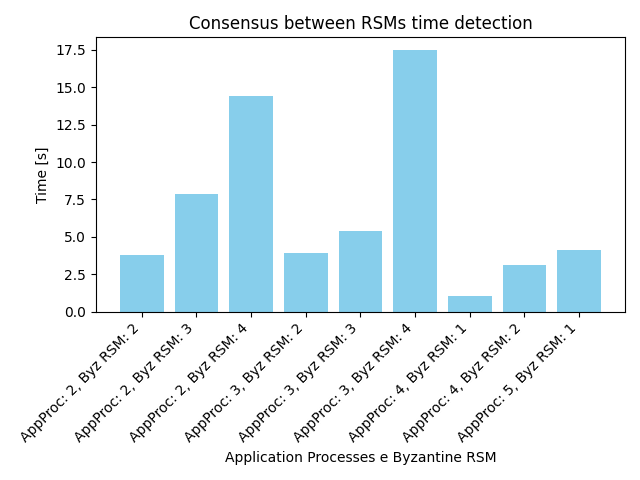 Consensus between RSMs time detection
17.5
15.0
12.5
10.0
7.5
5.0
2.5
0.0
Time [s]
AppProc: 2, Byz RSM: 2
AppProc: 2, Byz RSM: 3
AppProc: 2, Byz RSM: 4
AppProc: 3, Byz RSM: 2
AppProc: 3, Byz RSM: 3
AppProc: 3, Byz RSM: 4
AppProc: 4, Byz RSM: 1
AppProc: 4, Byz RSM: 2
AppProc: 5, Byz RSM: 1
Application Processes e Byzantine RSM